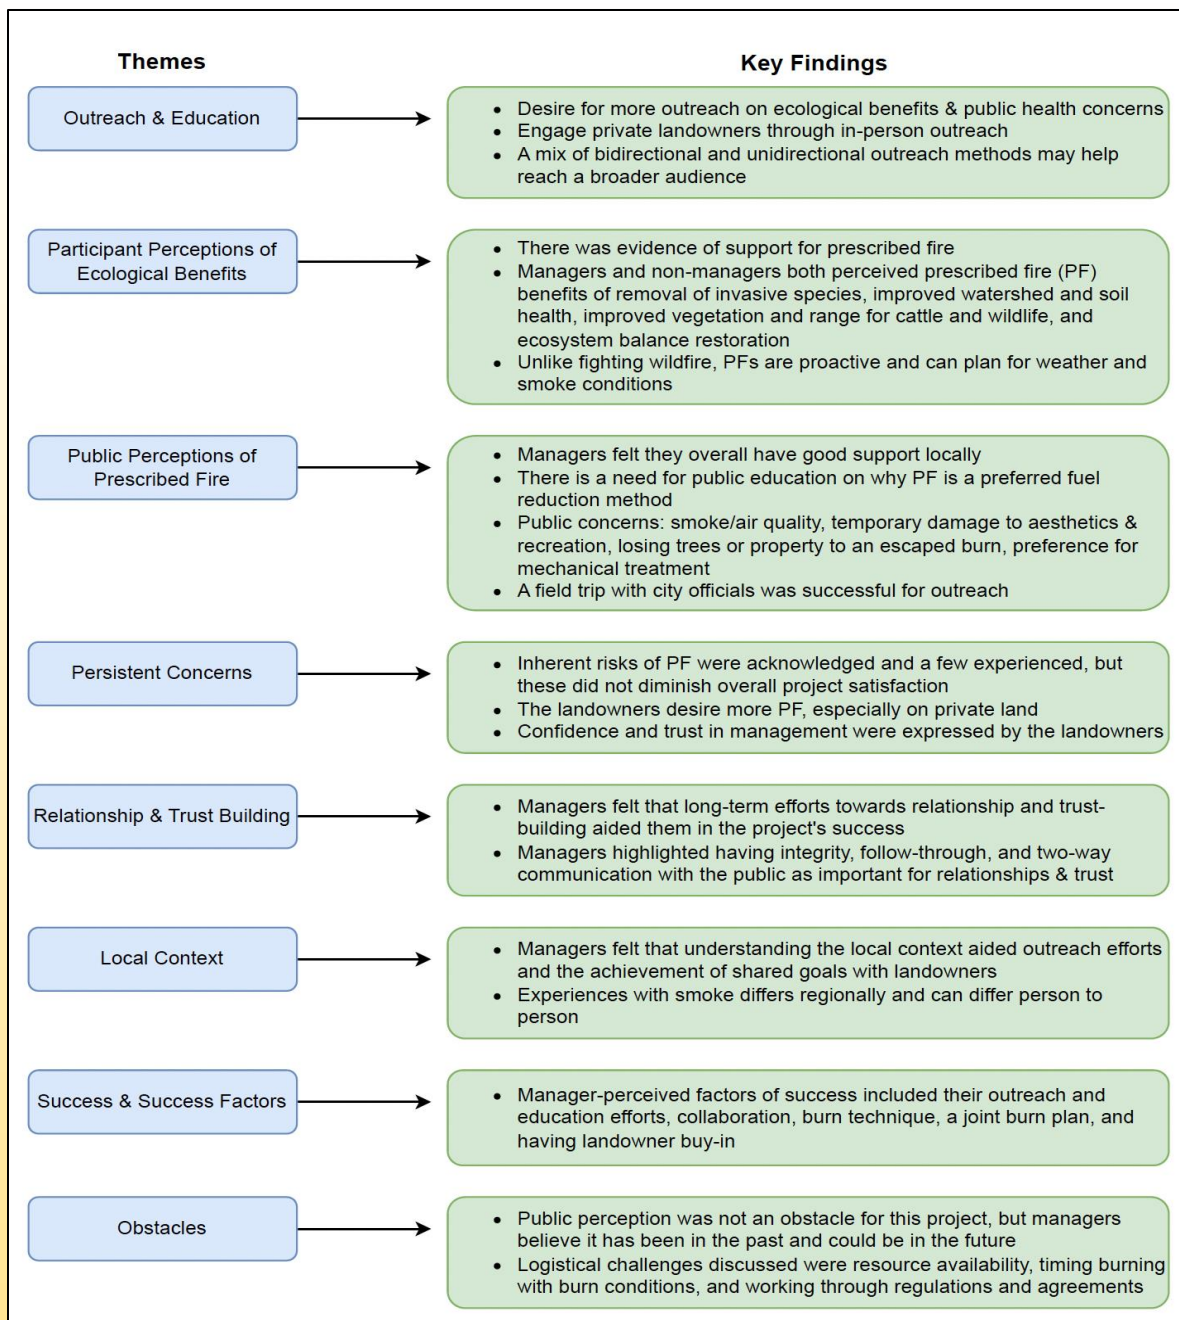 Themes
Key Findings
Outreach & Education
• Desire for more outreach on ecological benefits & public health concerns
• Engage private landowners through in-person outreach
• A mix of bidirectional and unidirectional outreach methods may help
reach a broader audience
Participant Perceptions of
Ecological Benefits
• There was evidence of support for prescribed fire
• Managers and non-managers both perceived prescribed fire (PF)
benefits of removal of invasive species, improved watershed and soil
health, improved vegetation and range for cattle and wildlife, and
ecosystem balance restoration
• Unlike fighting wildfire, PFs are proactive and can plan for weather and
smoke conditions
Public Perceptions of
Prescribed Fire
• Managers felt they overall have good support locally
• There is a need for public education on why PF is a preferred fuel
reduction method
• Public concerns: smoke/air quality, temporary damage to aesthetics &
recreation, losing trees or property to an escaped burn, preference for
mechanical treatment
• A field trip with city officials was successful for outreach
Persistent Concerns
• Inherent risks of PF were acknowledged and a few experienced, but
these did not diminish overall project satisfaction
• The landowners desire more PF, especially on private land
• Confidence and trust in management were expressed by the landowners
Relationship & Trust Building
• Managers felt that long-term efforts towards relationship and trust-
building aided them in the project's success
• Managers highlighted having integrity, follow-through, and two-way
communication with the public as important for relationships & trust
Local Context
• Managers felt that understanding the local context aided outreach efforts
and the achievement of shared goals with landowners
• Experiences with smoke differs regionally and can differ person to
person
Success & Success Factors
• Manager-perceived factors of success included their outreach and
education efforts, collaboration, burn technique, a joint burn plan, and
having landowner buy-in
Obstacles
• Public perception was not an obstacle for this project, but managers
believe it has been in the past and could be in the future
• Logistical challenges discussed were resource availability, timing burning
with burn conditions, and working through regulations and agreements